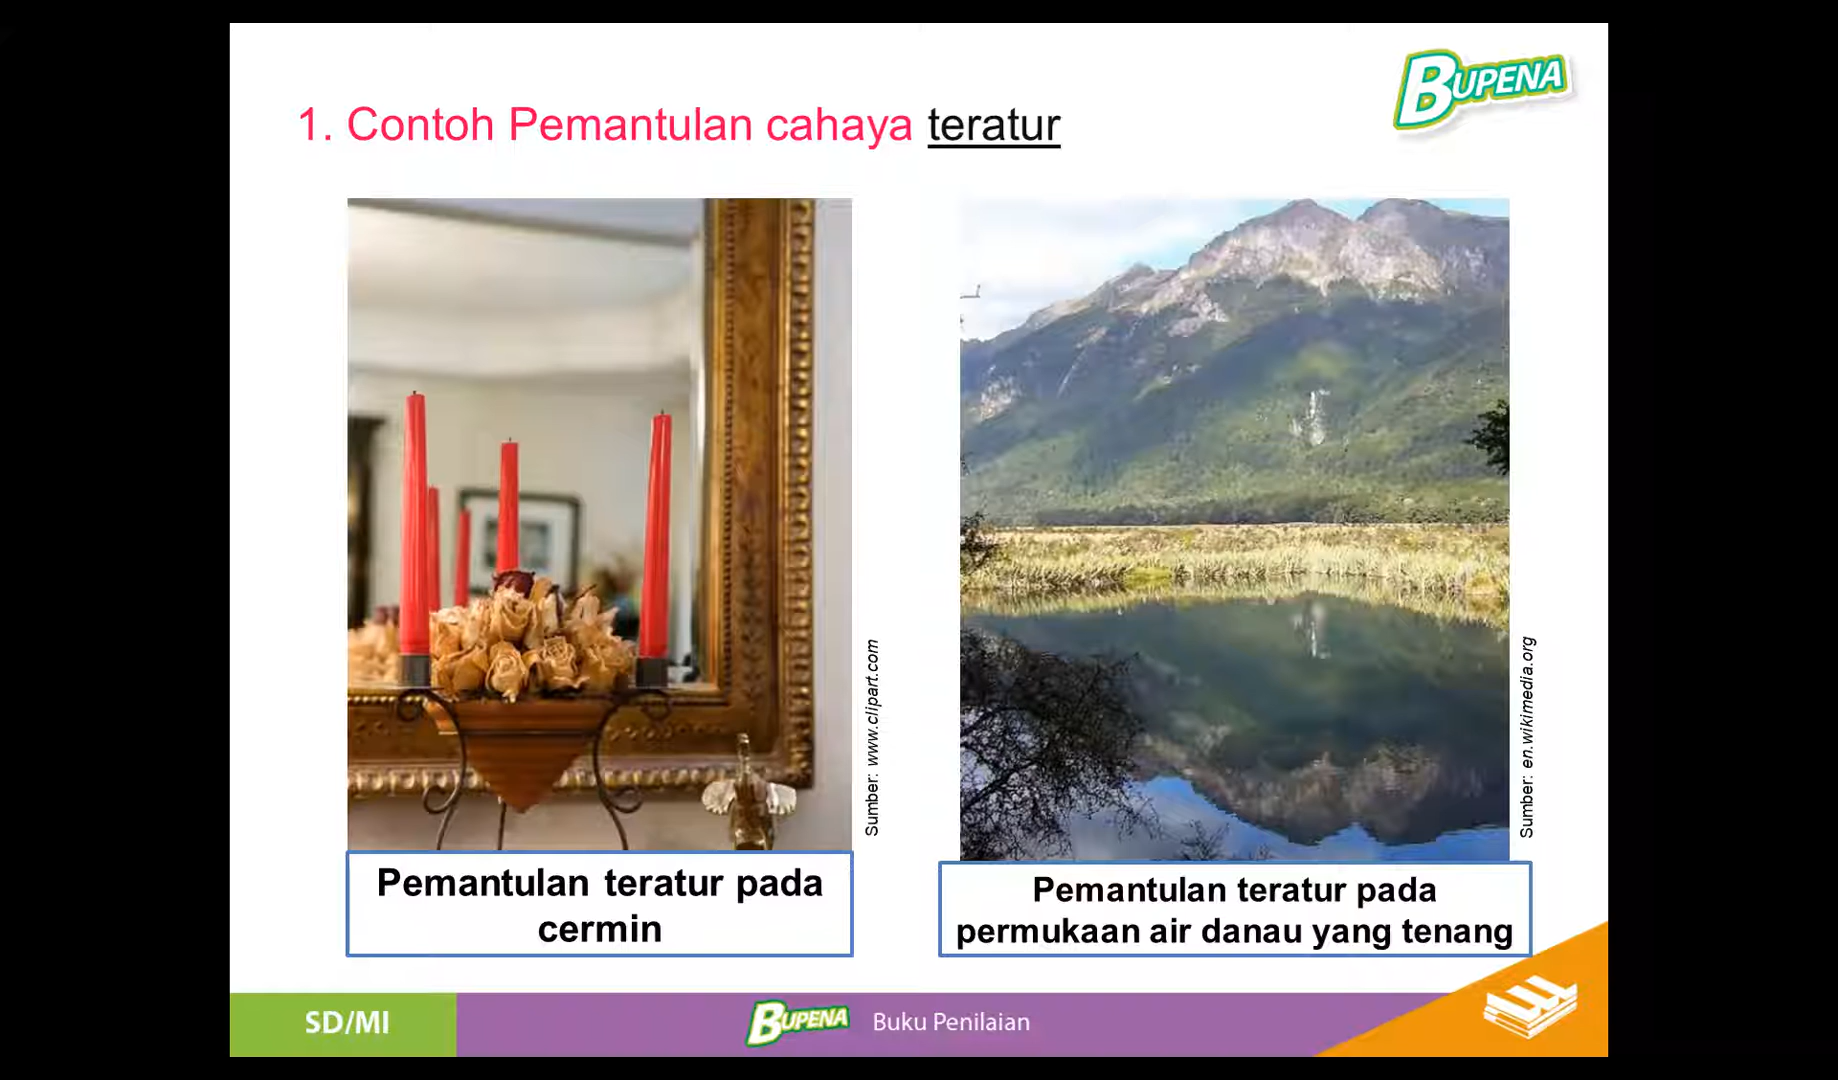 BUPENA
1. Contoh Pemantulan cahaya teratur
Sumber: www.clipart.com
Sumber: en.wikimedia.org
Pemantulan teratur pada
cermin
Pemantulan teratur pada
permukaan air danau yang tenang
SD/MI
BUPENA
Buku Penilaian